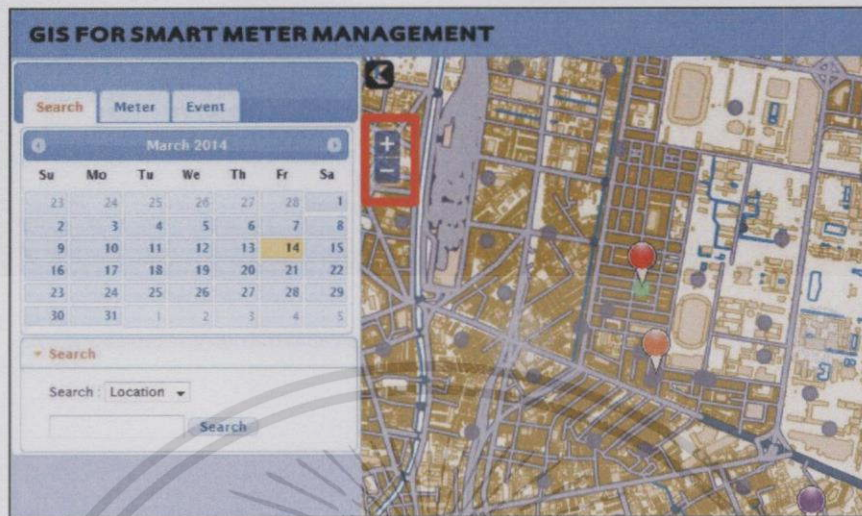 GIS FOR SMART METER MANAGEMENT
Search Meter Event
March 2014
Su Mo Tu We Th Fr Sa
23 24 25 26 27 28 1
2 3 4 5 6 7 8
9 10 11 12 13 14 15
16 17 18 19 20 21 22
23 24 25 26 27 28 29
30 31 1 2 3 4 5
Search
Search : Location
Search
+
−